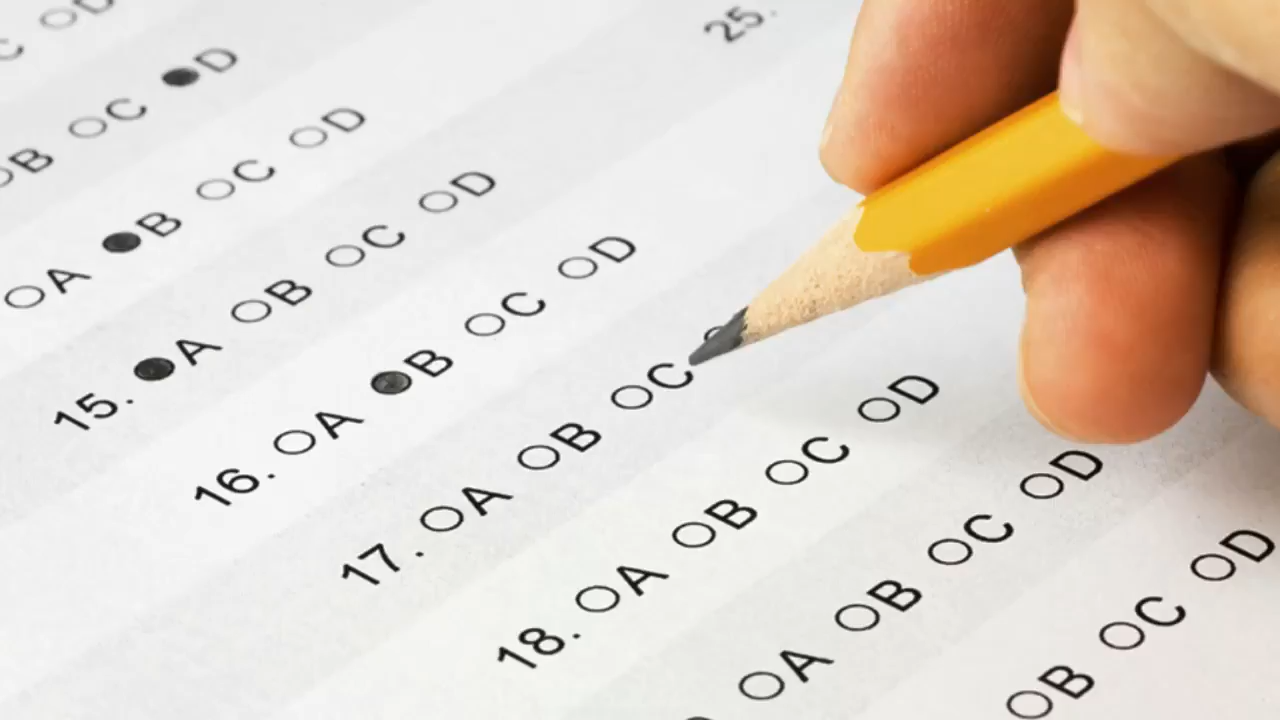 C D
B C D
A B C D
15. A B C D
16. A B C D
17. A B C
18. A B C D
A B C D
B C D
25.